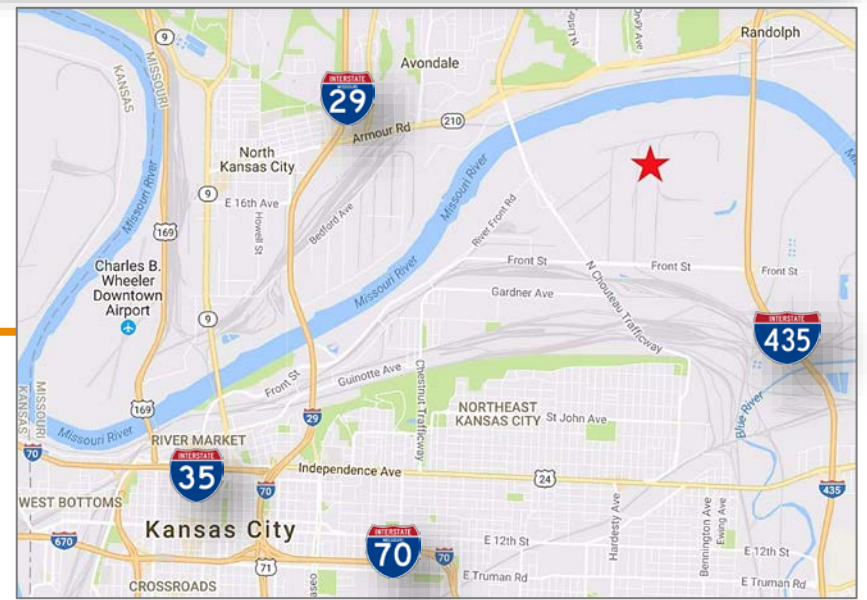 9
KANSAS
MISSOURI
Missouri River
INTERSTATE
29
Avondale
Randolph
210
Armour Rd
North
Kansas City
9
E 16th Ave
Howell St
Bedford Ave
Missouri River
River Front Rd
169
Charles B.
Wheeler
Downtown
Airport
9
Missouri River
Front St
N Chouteau Trafficway
Front St
Front St
Gardner Ave
INTERSTATE
435
Front St
Guinotte Ave
Chestnut Trafficway
169
MISSOURI
KANSAS
Missouri River
29
NORTHEAST
KANSAS CITY
St John Ave
Blue River
RIVER MARKET
70
INTERSTATE
35
70
Independence Ave
24
435
WEST BOTTOMS
Kansas City
670
71
INTERSTATE
70
70
E 12th St
Hardesty Ave
Bennington Ave
Ewing Ave
E 12th St
E Truman Rd
E Truman Rd
CROSSROADS